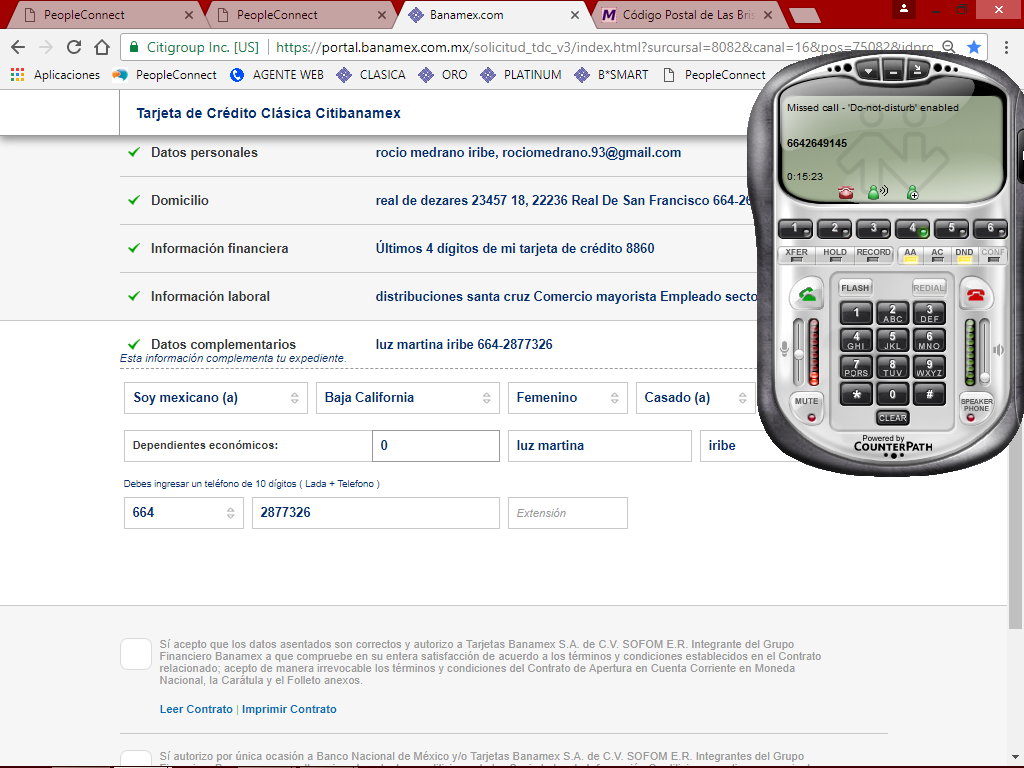 PeopleConnect
PeopleConnect
Banamex.com
Código Postal de Las Bris
Citigroup Inc. [US] https://portal.banamex.com.mx/solicitud_tdc_v3/index.html?surcursal=8082&canal=16&pos=75082&idpro
Aplicaciones PeopleConnect AGENTE WEB CLASICA ORO PLATINUM B*SMART PeopleConnect
Tarjeta de Crédito Clásica Citibanamex
Datos personales rocio medrano iribe, rociomedrano.93@gmail.com
Domicilio real de dezares 23457 18, 22236 Real De San Francisco 664-26
Información financiera Últimos 4 dígitos de mi tarjeta de crédito 8860
Información laboral distribuciones santa cruz Comercio mayorista Empleado secto
Datos complementarios luz martina iribe 664-2877326
Esta información complementa tu expediente.
Soy mexicano (a) Baja California Femenino Casado (a)
Dependientes económicos: 0 luz martina iribe
Debes ingresar un teléfono de 10 dígitos ( Lada + Telefono )
664 2877326 Extensión
Sí acepto que los datos asentados son correctos y autorizo a Tarjetas Banamex S.A. de C.V. SOFOM E.R. Integrante del Grupo
Financiero Banamex a que compruebe en su entera satisfacción de acuerdo a los términos y condiciones establecidos en el Contrato
relacionado; acepto de manera irrevocable los términos y condiciones del Contrato de Apertura en Cuenta Corriente en Moneda
Nacional, la Carátula y el Folleto anexos.
Leer Contrato | Imprimir Contrato
Sí autorizo por única ocasión a Banco Nacional de México y/o Tarjetas Banamex S.A. de C.V. SOFOM E.R. Integrantes del Grupo
Missed call - 'Do-not-disturb' enabled
6642649145
0:15:23
1 2 3 4 5 6
XFER HOLD RECORD AA AC DND CONF
FLASH REDIAL
1 2 ABC 3 DEF
4 GHI 5 JKL 6 MNO
7 PQRS 8 TUV 9 WXYZ
* 0 #
MUTE CLEAR SPEAKER PHONE
Powered by
COUNTERPATH